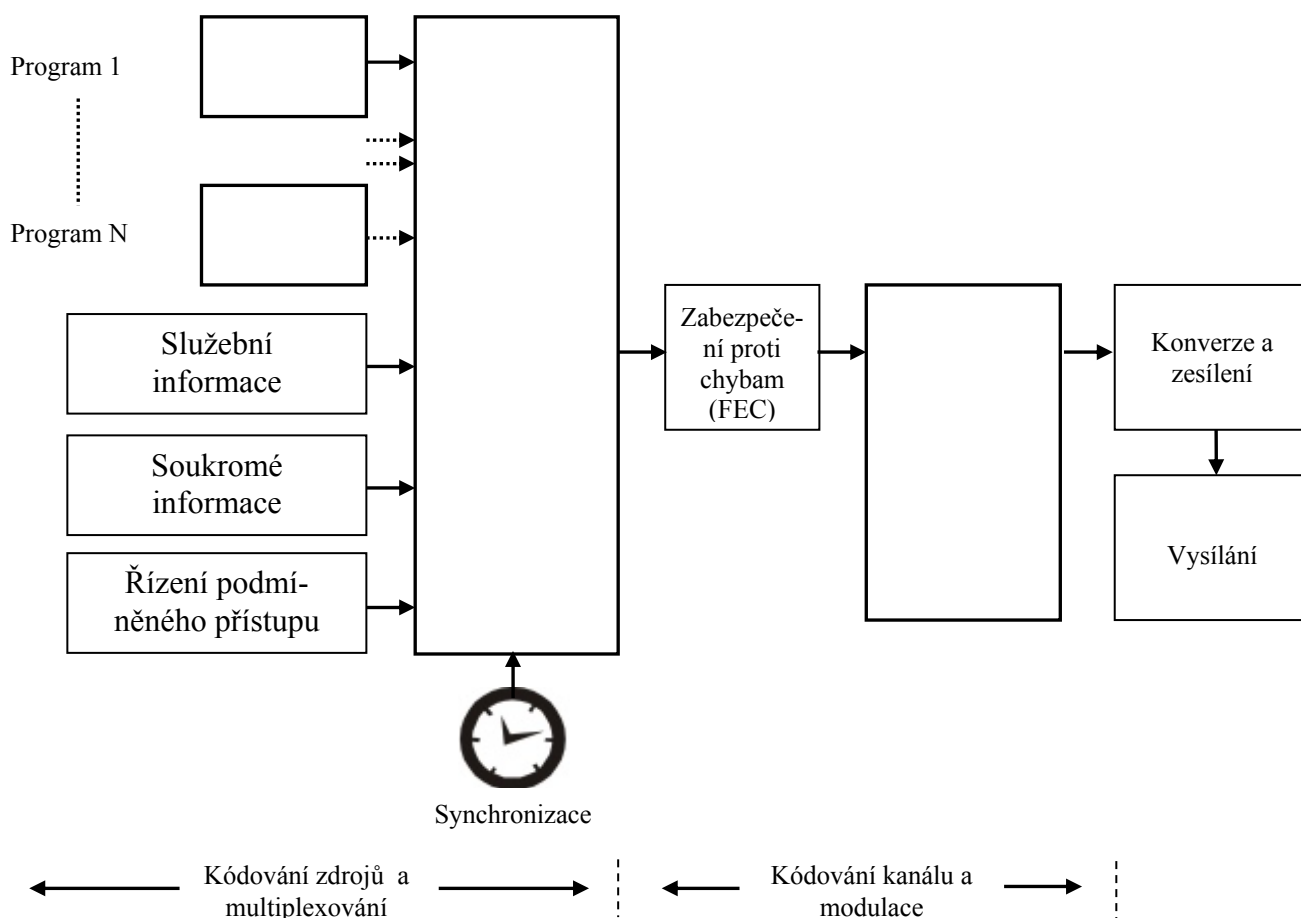 Program 1
Program N
Služební
informace
Soukromé
informace
Řízení podmí-
něného přístupu
Zabezpeče-
ní proti
chybam
(FEC)
Konverze a
zesílení
Vysílání
Synchronizace
Kódování zdrojů a
multiplexování
Kódování kanálu a
modulace